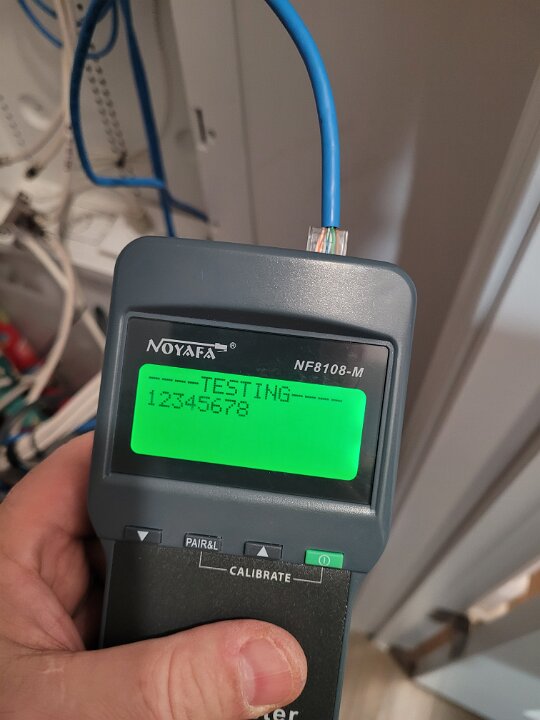 NOYAFA®
NF8108-M
----TESTING----
12345678
▼
PAIR&L
▲
CALIBRATE